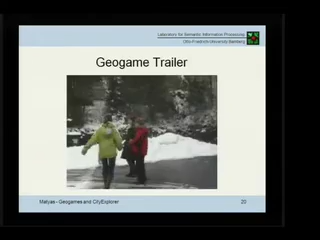 Laboratory for Semantic Information Processing
Otto-Friedrich-University Bamberg
Geogame Trailer
Matyas - Geogames and CityExplorer
20